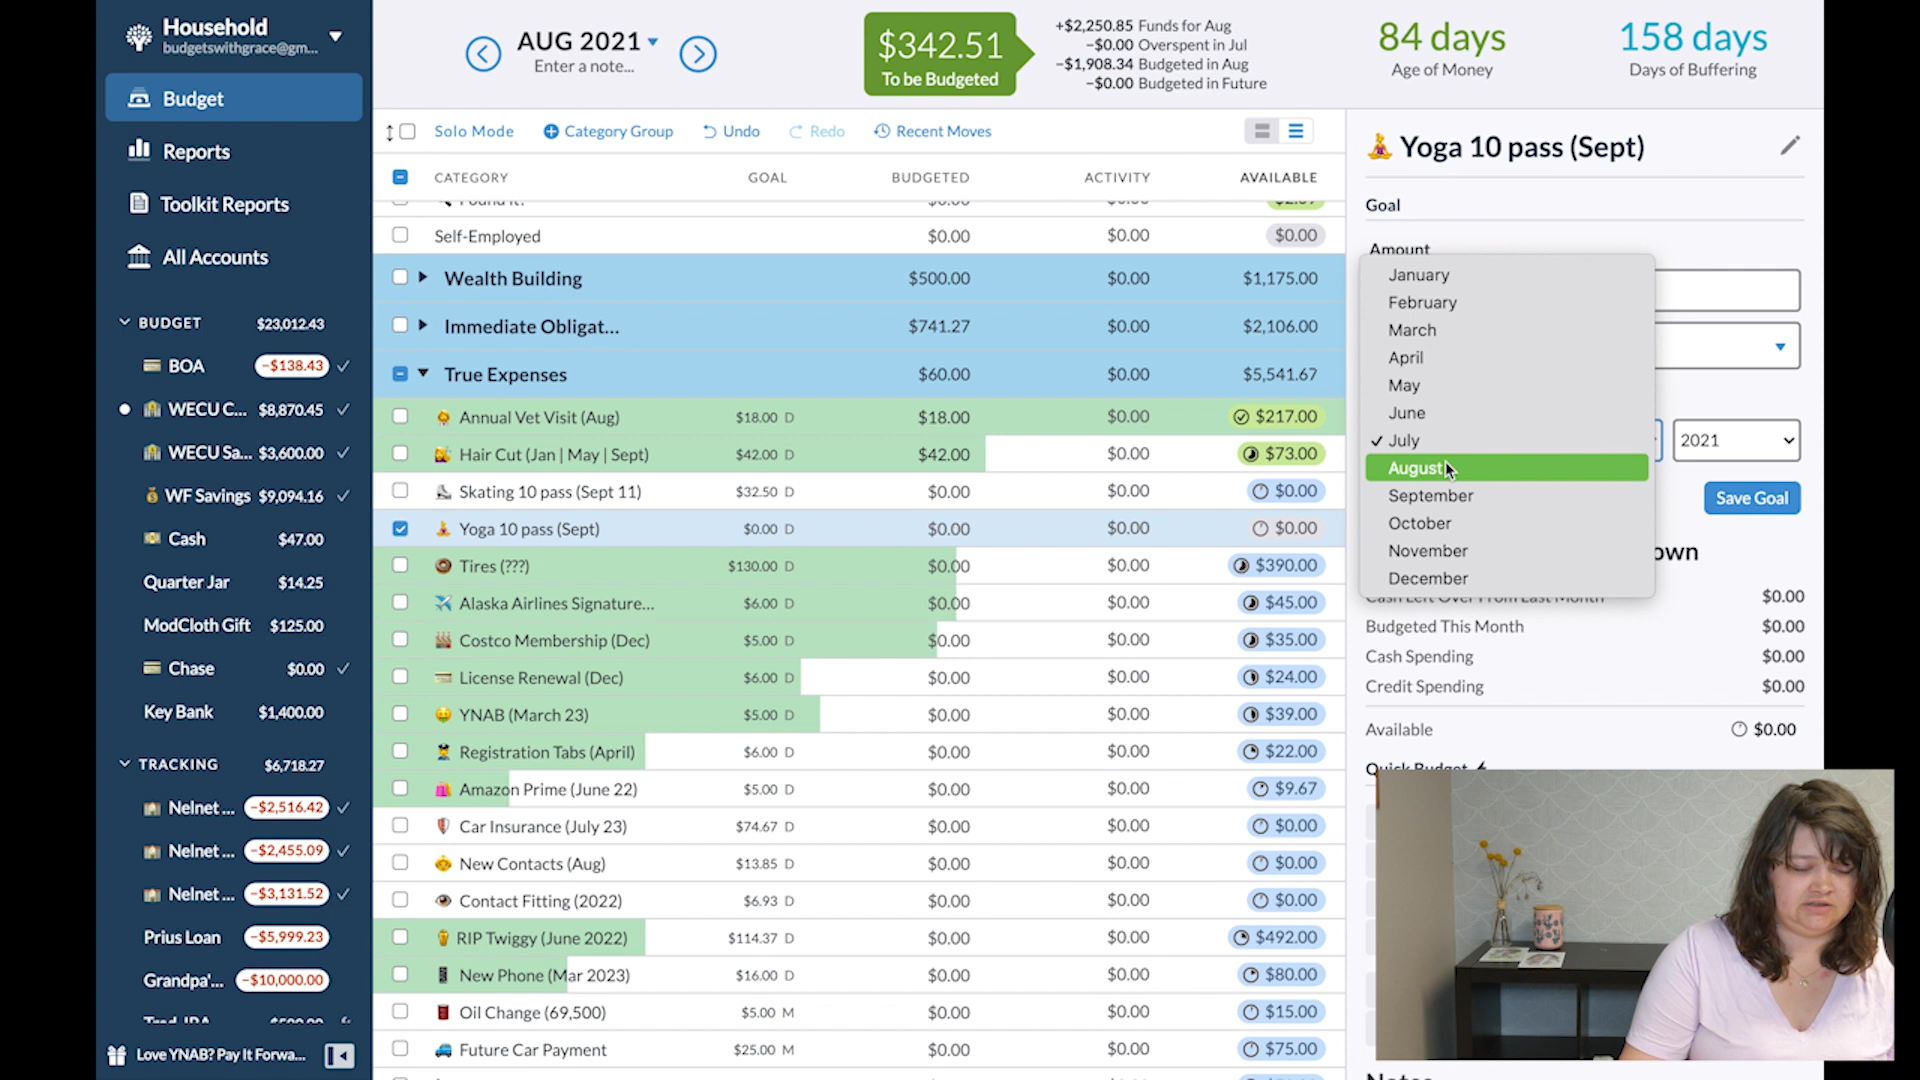 Household
budgetswithgrace@gm...
Budget
Reports
Toolkit Reports
All Accounts
BUDGET $23,012.43
BOA -$138.43
WECU C... $8,870.45
WECU Sa... $3,600.00
WF Savings $9,094.16
Cash $47.00
Quarter Jar $14.25
ModCloth Gift $125.00
Chase $0.00
Key Bank $1,400.00
TRACKING $6,718.27
Nelnet ... -$2,516.42
Nelnet ... -$2,455.09
Nelnet ... -$3,131.52
Prius Loan -$5,999.23
Grandpa'... -$10,000.00
Love YNAB? Pay It Forwa...
AUG 2021
Enter a note...
$342.51
To be Budgeted
+$2,250.85 Funds for Aug
-$0.00 Overspent in Jul
-$1,908.34 Budgeted in Aug
-$0.00 Budgeted in Future
84 days
Age of Money
158 days
Days of Buffering
Solo Mode Category Group Undo Redo Recent Moves
CATEGORY GOAL BUDGETED ACTIVITY AVAILABLE
Self-Employed $0.00 $0.00 $0.00
Wealth Building $500.00 $0.00 $1,175.00
Immediate Obligat... $741.27 $0.00 $2,106.00
True Expenses $60.00 $0.00 $5,541.67
Annual Vet Visit (Aug) $18.00 D $18.00 $0.00 $217.00
Hair Cut (Jan | May | Sept) $42.00 D $42.00 $0.00 $73.00
Skating 10 pass (Sept 11) $32.50 D $0.00 $0.00 $0.00
Yoga 10 pass (Sept) $0.00 D $0.00 $0.00 $0.00
Tires (???) $130.00 D $0.00 $0.00 $390.00
Alaska Airlines Signature... $6.00 D $0.00 $0.00 $45.00
Costco Membership (Dec) $5.00 D $0.00 $0.00 $35.00
License Renewal (Dec) $6.00 D $0.00 $0.00 $24.00
YNAB (March 23) $5.00 D $0.00 $0.00 $39.00
Registration Tabs (April) $6.00 D $0.00 $0.00 $22.00
Amazon Prime (June 22) $5.00 D $0.00 $0.00 $9.67
Car Insurance (July 23) $74.67 D $0.00 $0.00 $0.00
New Contacts (Aug) $13.85 D $0.00 $0.00 $0.00
Contact Fitting (2022) $6.93 D $0.00 $0.00 $0.00
RIP Twiggy (June 2022) $114.37 D $0.00 $0.00 $492.00
New Phone (Mar 2023) $16.00 D $0.00 $0.00 $80.00
Oil Change (69,500) $5.00 M $0.00 $0.00 $15.00
Future Car Payment $25.00 M $0.00 $0.00 $75.00
Yoga 10 pass (Sept)
Goal
Amount
January
February
March
April
May
June
July
August
September
October
November
December
2021
Save Goal
own
Cash Left Over From Last Month $0.00
Budgeted This Month $0.00
Cash Spending $0.00
Credit Spending $0.00
Available $0.00
Quick Budget
Notes